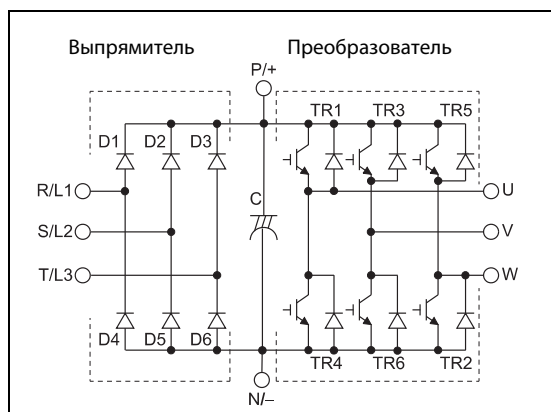 Выпрямитель Преобразователь
P/+
TR1 TR3 TR5
D1 D2 D3
R/L1 U
C
S/L2 V
T/L3 W
D4 D5 D6
TR4 TR6 TR2
N/–